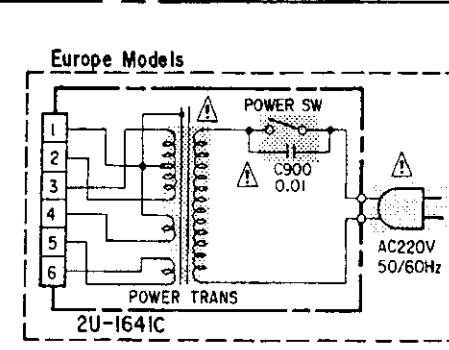 Europe Models
POWER SW
C900
0.01
1
2
3
4
5
6
AC220V
50/60Hz
POWER TRANS
2U-1641C